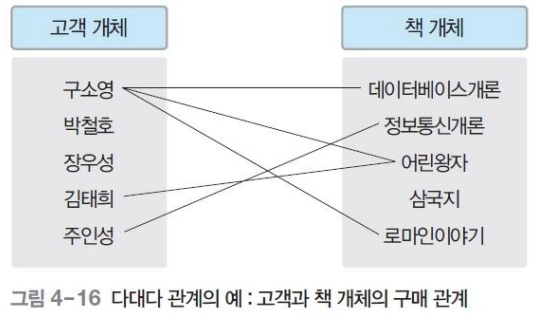 고객 개체
책 개체
구소영
박철호
장우성
김태희
주인성
데이터베이스개론
정보통신개론
어린왕자
삼국지
로마인이야기
그림 4-16 다대다 관계의 예 : 고객과 책 개체의 구매 관계